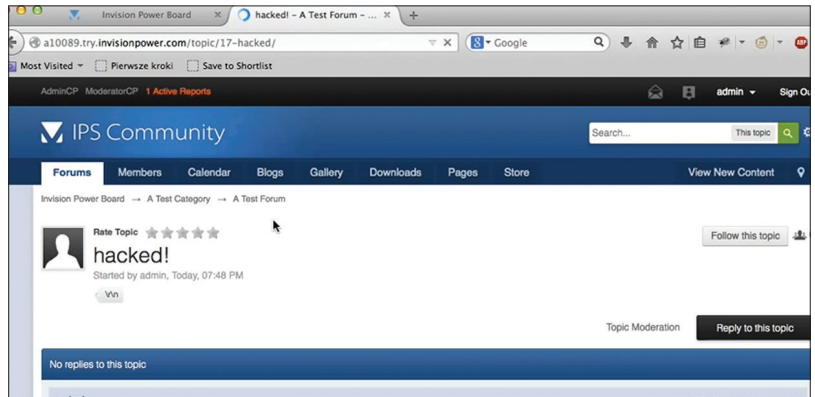 Invision Power Board
hacked! – A Test Forum – ...
a10089.try.invisionpower.com/topic/17-hacked/
Google
Most Visited
Pierwsze kroki
Save to Shortlist
AdminCP ModeratorCP 1 Active Reports
admin
Sign Ou
IPS Community
Search...
This topic
Forums Members Calendar Blogs Gallery Downloads Pages Store
View New Content
Invision Power Board → A Test Category → A Test Forum
Rate Topic
Follow this topic
hacked!
Started by admin, Today, 07:48 PM
Topic Moderation
Reply to this topic
No replies to this topic